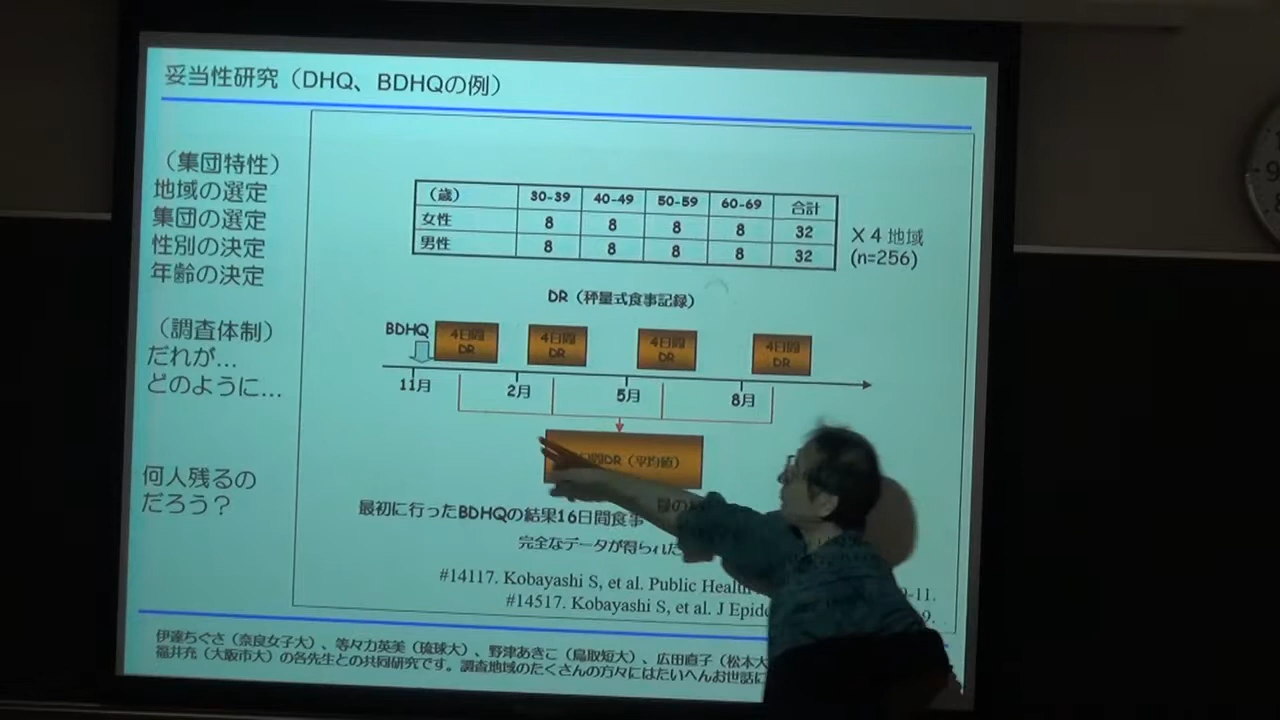 妥当性研究（DHQ、BDHQの例）
（集団特性）
地域の選定
集団の選定
性別の決定
年齢の決定
（調査体制）
だれが…
どのように…
何人残るの
だろう？
（歳） 30-39 40-49 50-59 60-69 合計
女性 8 8 8 8 32
男性 8 8 8 8 32
X 4 地域
(n=256)
DR（秤量式食事記録）
BDHQ
4日間 DR
4日間 DR
4日間 DR
4日間 DR
11月 2月 5月 8月
日間DR（平均値）
最初に行ったBDHQの結果16日間食事
完全なデータが得られた
#14117. Kobayashi S, et al. Public Health
-11.
#14517. Kobayashi S, et al. J Epide
9.
伊達ちぐさ（奈良女子大）、等々力英美（琉球大）、野津あきこ（鳥取短大）、広田直子（松本大
福井充（大阪市大）の各先生との共同研究です。調査地域のたくさんの方々にはたいへんお世話に
9